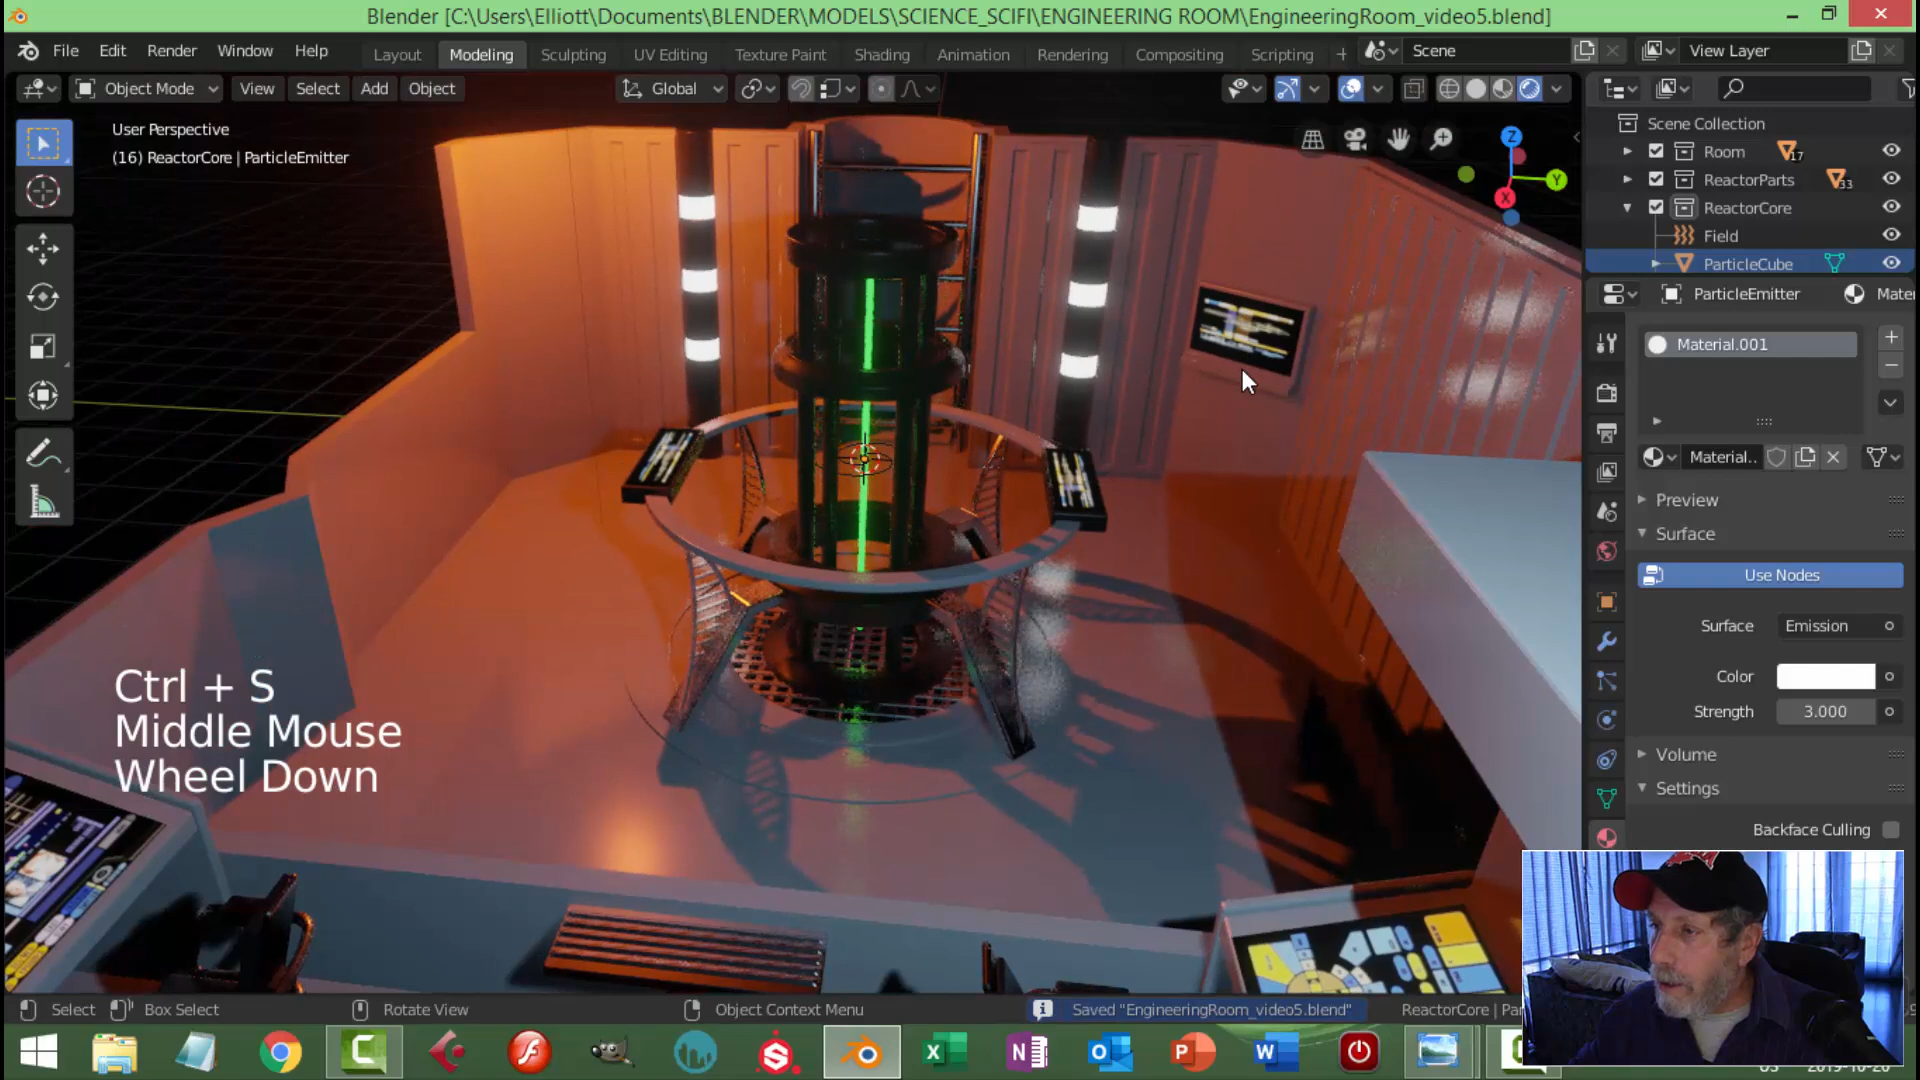 Blender [C:\Users\Elliott\Documents\BLENDER\MODELS\SCIENCE_SCIFI\ENGINEERING ROOM\EngineeringRoom_video5.blend]
File Edit Render Window Help Layout Modeling Sculpting UV Editing Texture Paint Shading Animation Rendering Compositing Scripting + Scene View Layer
Object Mode View Select Add Object Global
User Perspective
(16) ReactorCore | ParticleEmitter
Z
Y
X
Scene Collection
Room 17
ReactorParts 33
ReactorCore
Field
ParticleCube
ParticleEmitter Mate
Material.001
Material..
Preview
Surface
Use Nodes
Surface Emission
Color
Strength 3.000
Volume
Settings
Backface Culling
Ctrl + S
Middle Mouse
Wheel Down
Select Box Select Rotate View Object Context Menu Saved "EngineeringRoom_video5.blend" ReactorCore | Par